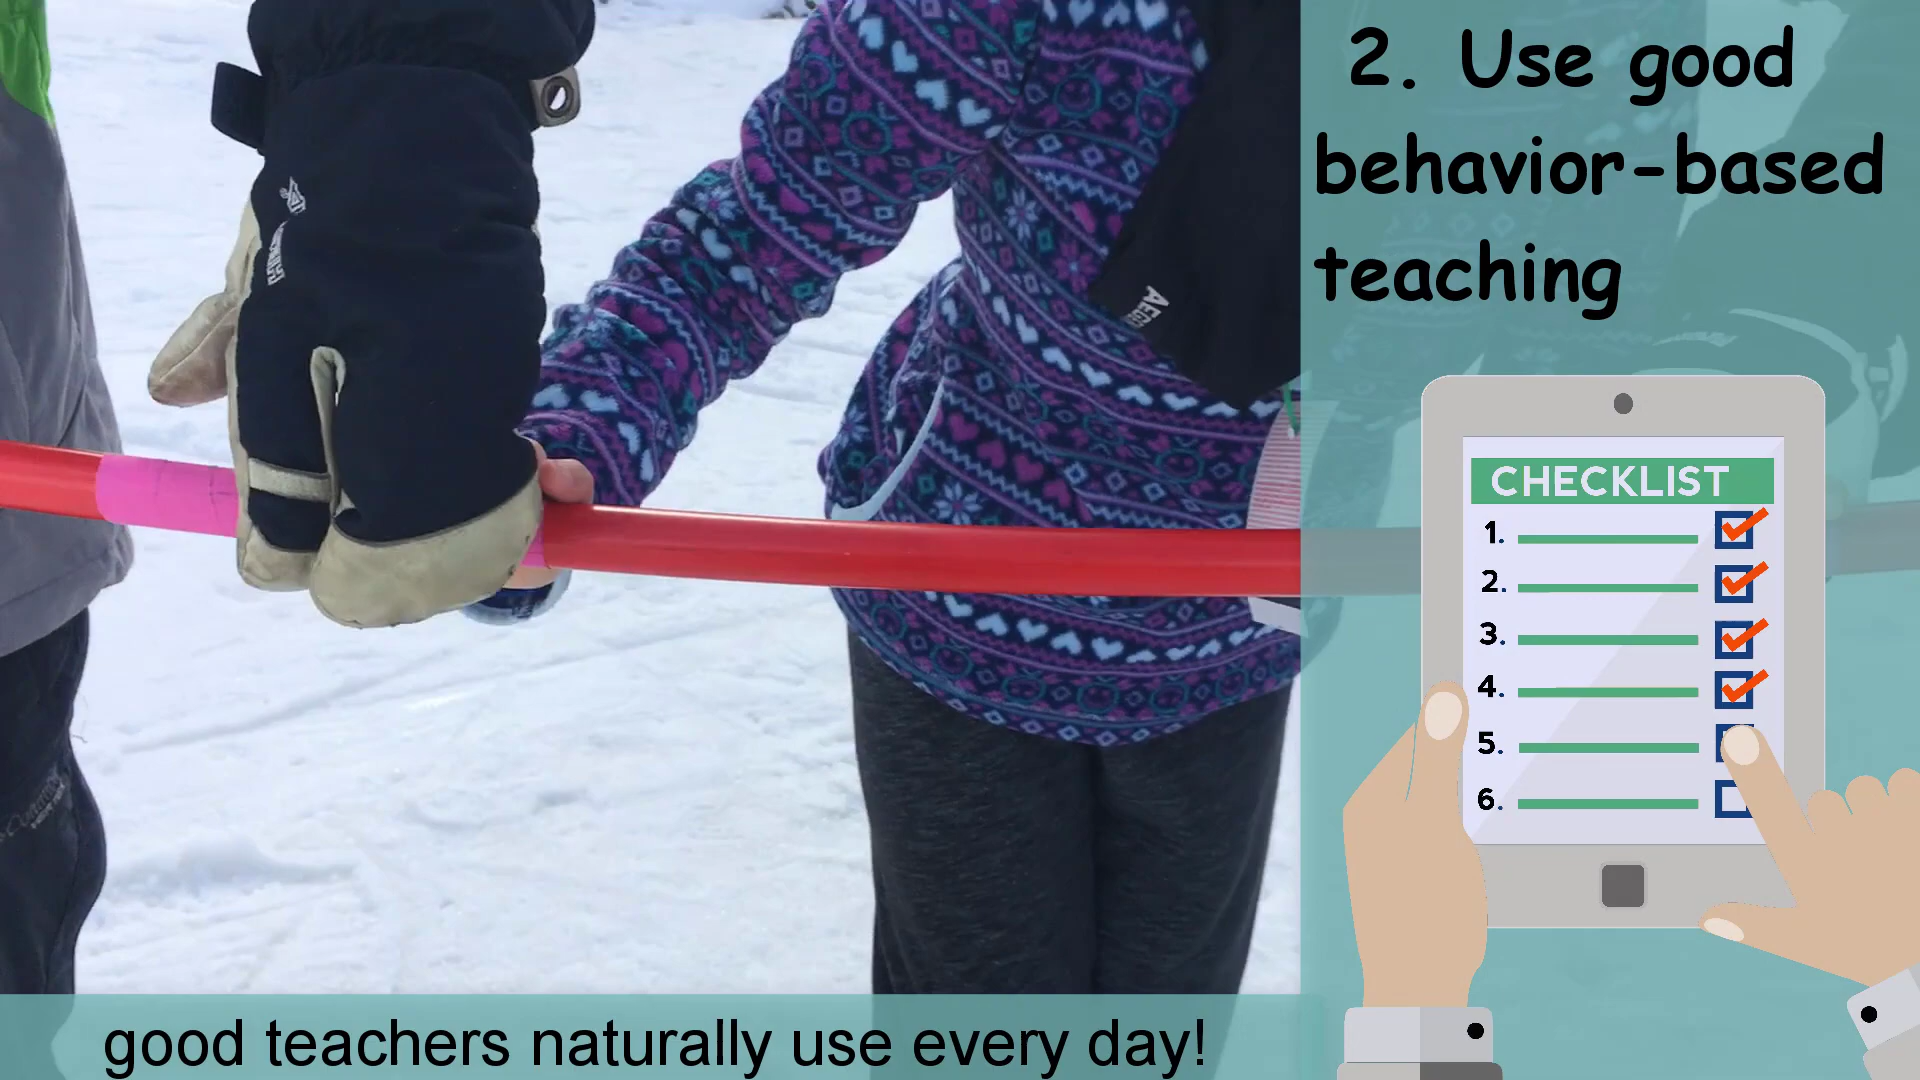 2. Use good
behavior-based
teaching
CHECKLIST
1.
2.
3.
4.
5.
6.
good teachers naturally use every day!